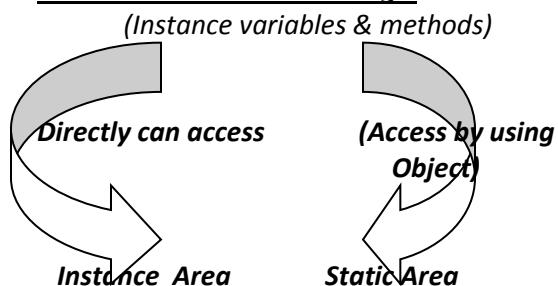 (Instance variables & methods)
Directly can access (Access by using
Object)
Instance Area Static Area